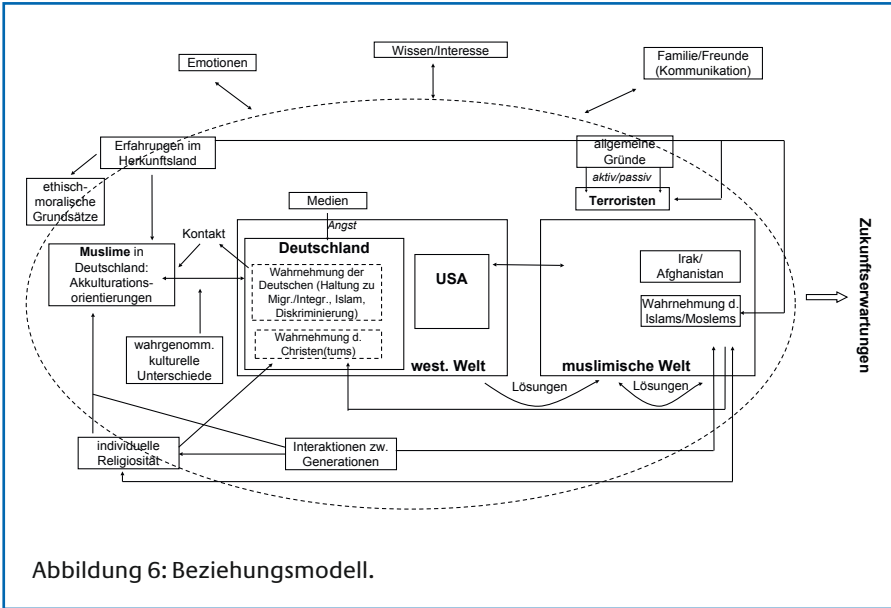 Emotionen
Wissen/Interesse
Familie/Freunde
(Kommunikation)
Erfahrungen im
Herkunftsland
allgemeine
Gründe
aktiv/passiv
Terroristen
ethisch-
moralische
Grundsätze
Medien
Angst
Kontakt
Muslime in
Deutschland:
Akkulturations-
orientierungen
Deutschland
Wahrnehmung der
Deutschen (Haltung zu
Migr./Integr., Islam,
Diskriminierung)
Wahrnehmung d.
Christen(tums)
USA
west. Welt
Irak/
Afghanistan
Wahrnehmung d.
Islams/Moslems
muslimische Welt
wahrgenomm.
kulturelle
Unterschiede
Lösungen
Lösungen
individuelle
Religiosität
Interaktionen zw.
Generationen
Zukunftserwartungen
Abbildung 6: Beziehungsmodell.